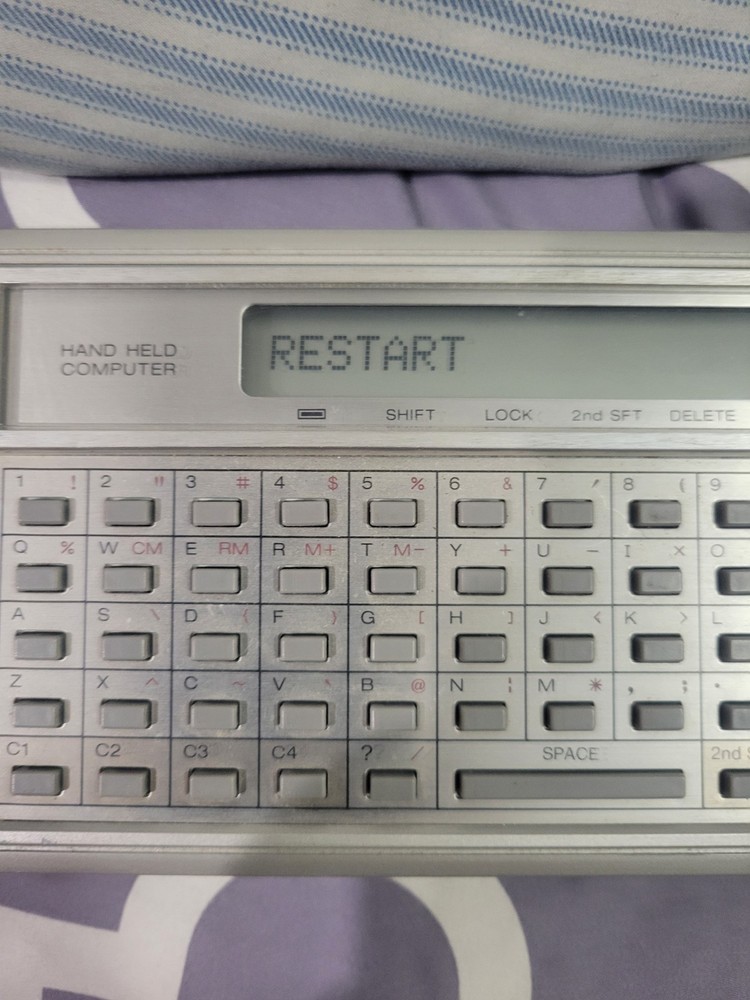 HAND HELD
COMPUTER
RESTART
SHIFT LOCK 2nd SFT DELETE
1 ! 2 " 3 # 4 $ 5 % 6 & 7 ' 8 ( 9
Q % W CM E RM R M+ T M− Y + U − I × O
A S \ D { F } G [ H ] J < K > L
Z X ^ C ~ V ` B @ N ¦ M * , ; .
C1 C2 C3 C4 ? / SPACE 2nd